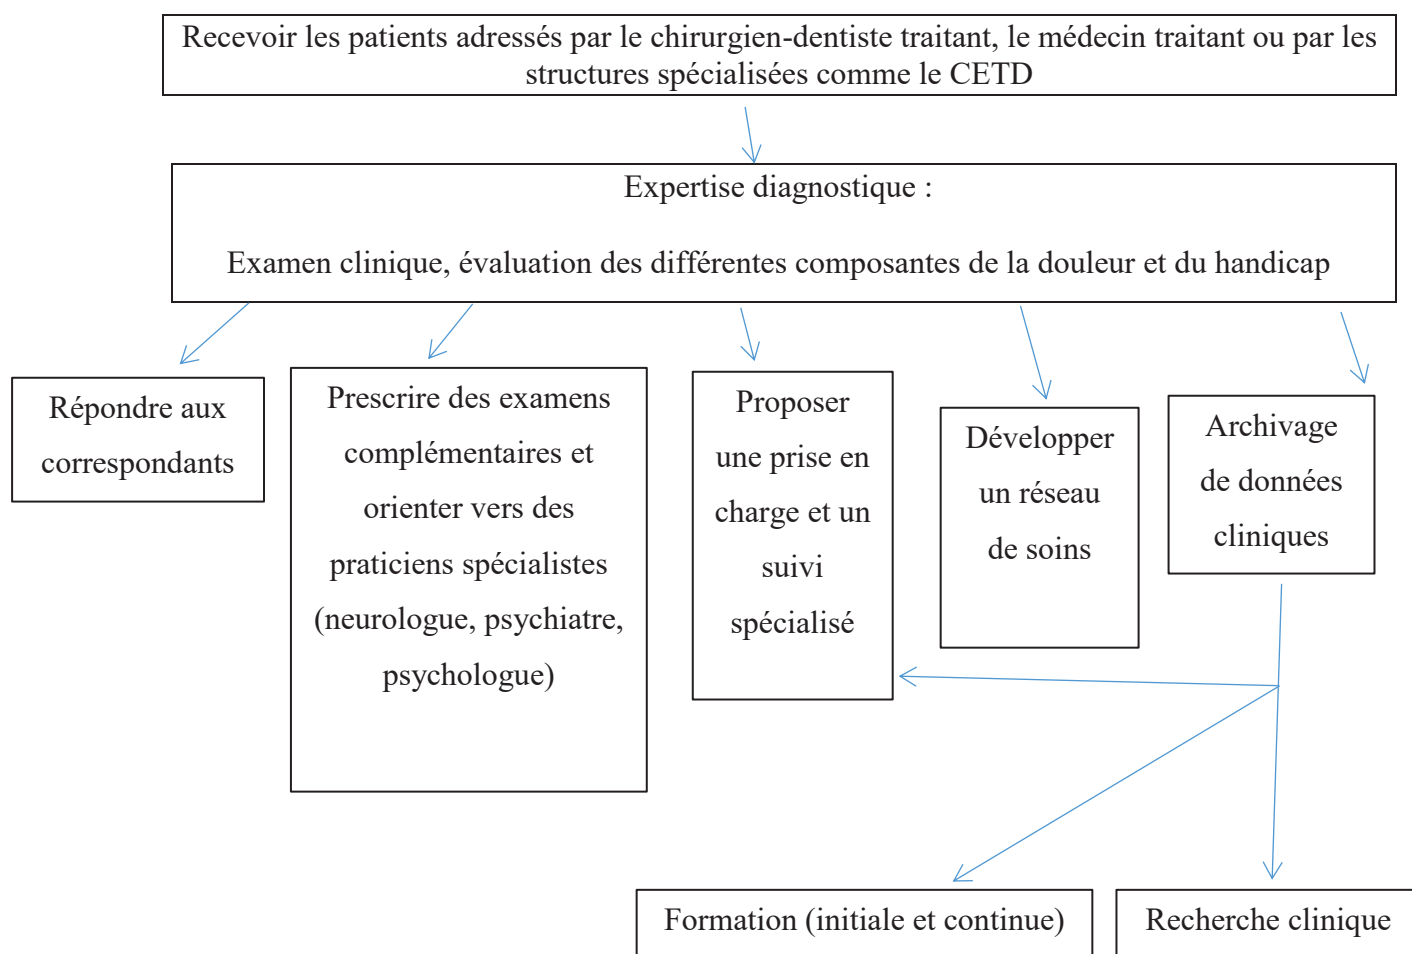 Recevoir les patients adressés par le chirurgien-dentiste traitant, le médecin traitant ou par les
structures spécialisées comme le CETD
Expertise diagnostique :
Examen clinique, évaluation des différentes composantes de la douleur et du handicap
Répondre aux
correspondants
Prescrire des examens
complémentaires et
orienter vers des
praticiens spécialistes
(neurologue, psychiatre,
psychologue)
Proposer
une prise en
charge et un
suivi
spécialisé
Développer
un réseau
de soins
Archivage
de données
cliniques
Formation (initiale et continue)
Recherche clinique